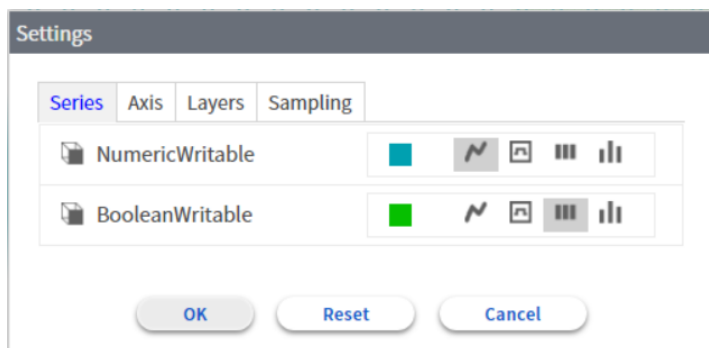 Settings
Series Axis Layers Sampling
NumericWritable
BooleanWritable
OK Reset Cancel